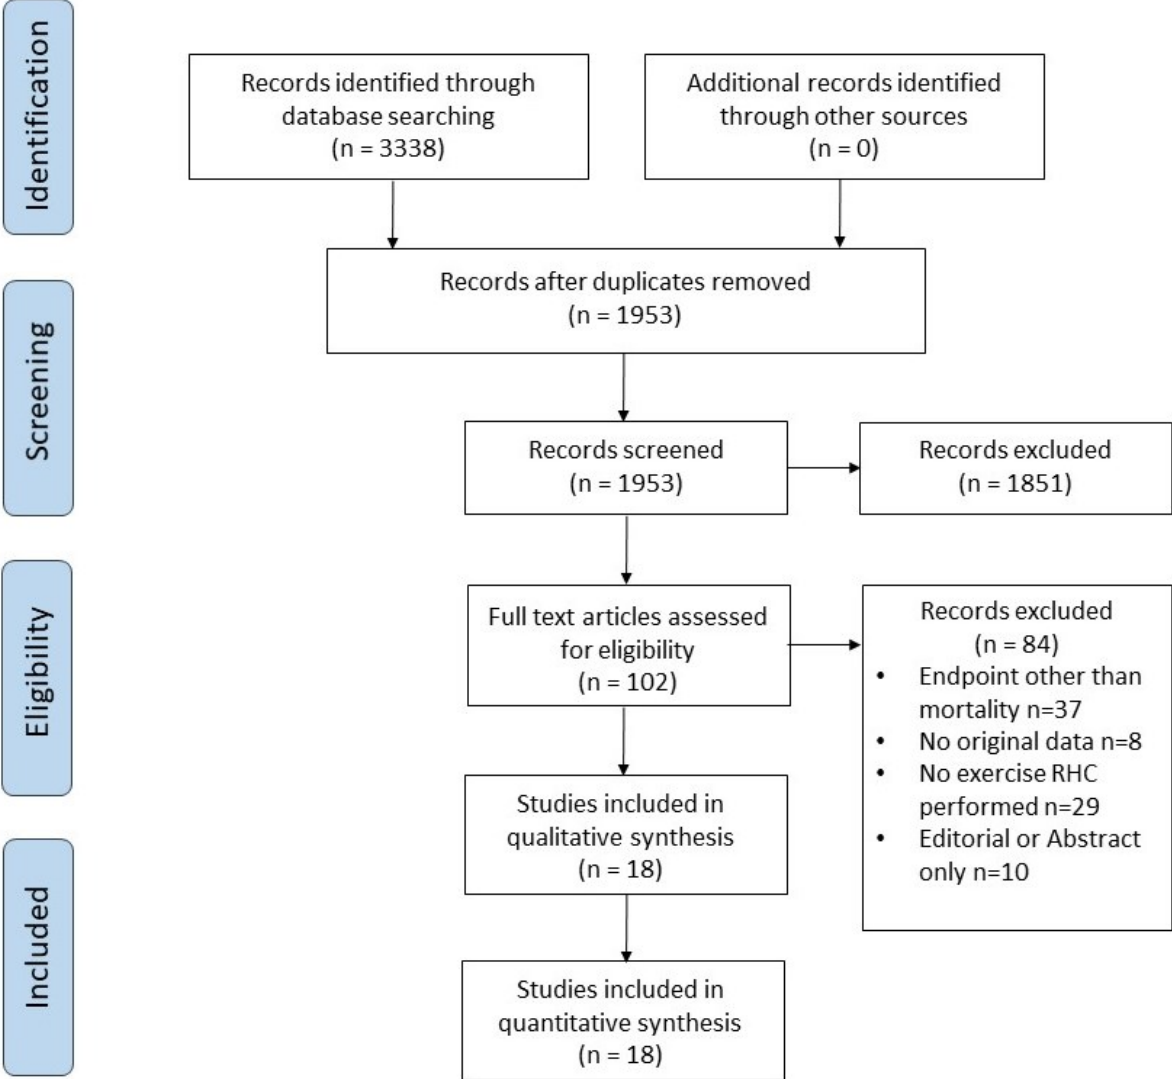 Identification
Records identified through
database searching
(n = 3338)
Additional records identified
through other sources
(n = 0)
Records after duplicates removed
(n = 1953)
Screening
Records screened
(n = 1953)
Records excluded
(n = 1851)
Eligibility
Full text articles assessed
for eligibility
(n = 102)
Records excluded
(n = 84)
• Endpoint other than
mortality n=37
• No original data n=8
• No exercise RHC
performed n=29
• Editorial or Abstract
only n=10
Studies included in
qualitative synthesis
(n = 18)
Included
Studies included in
quantitative synthesis
(n = 18)